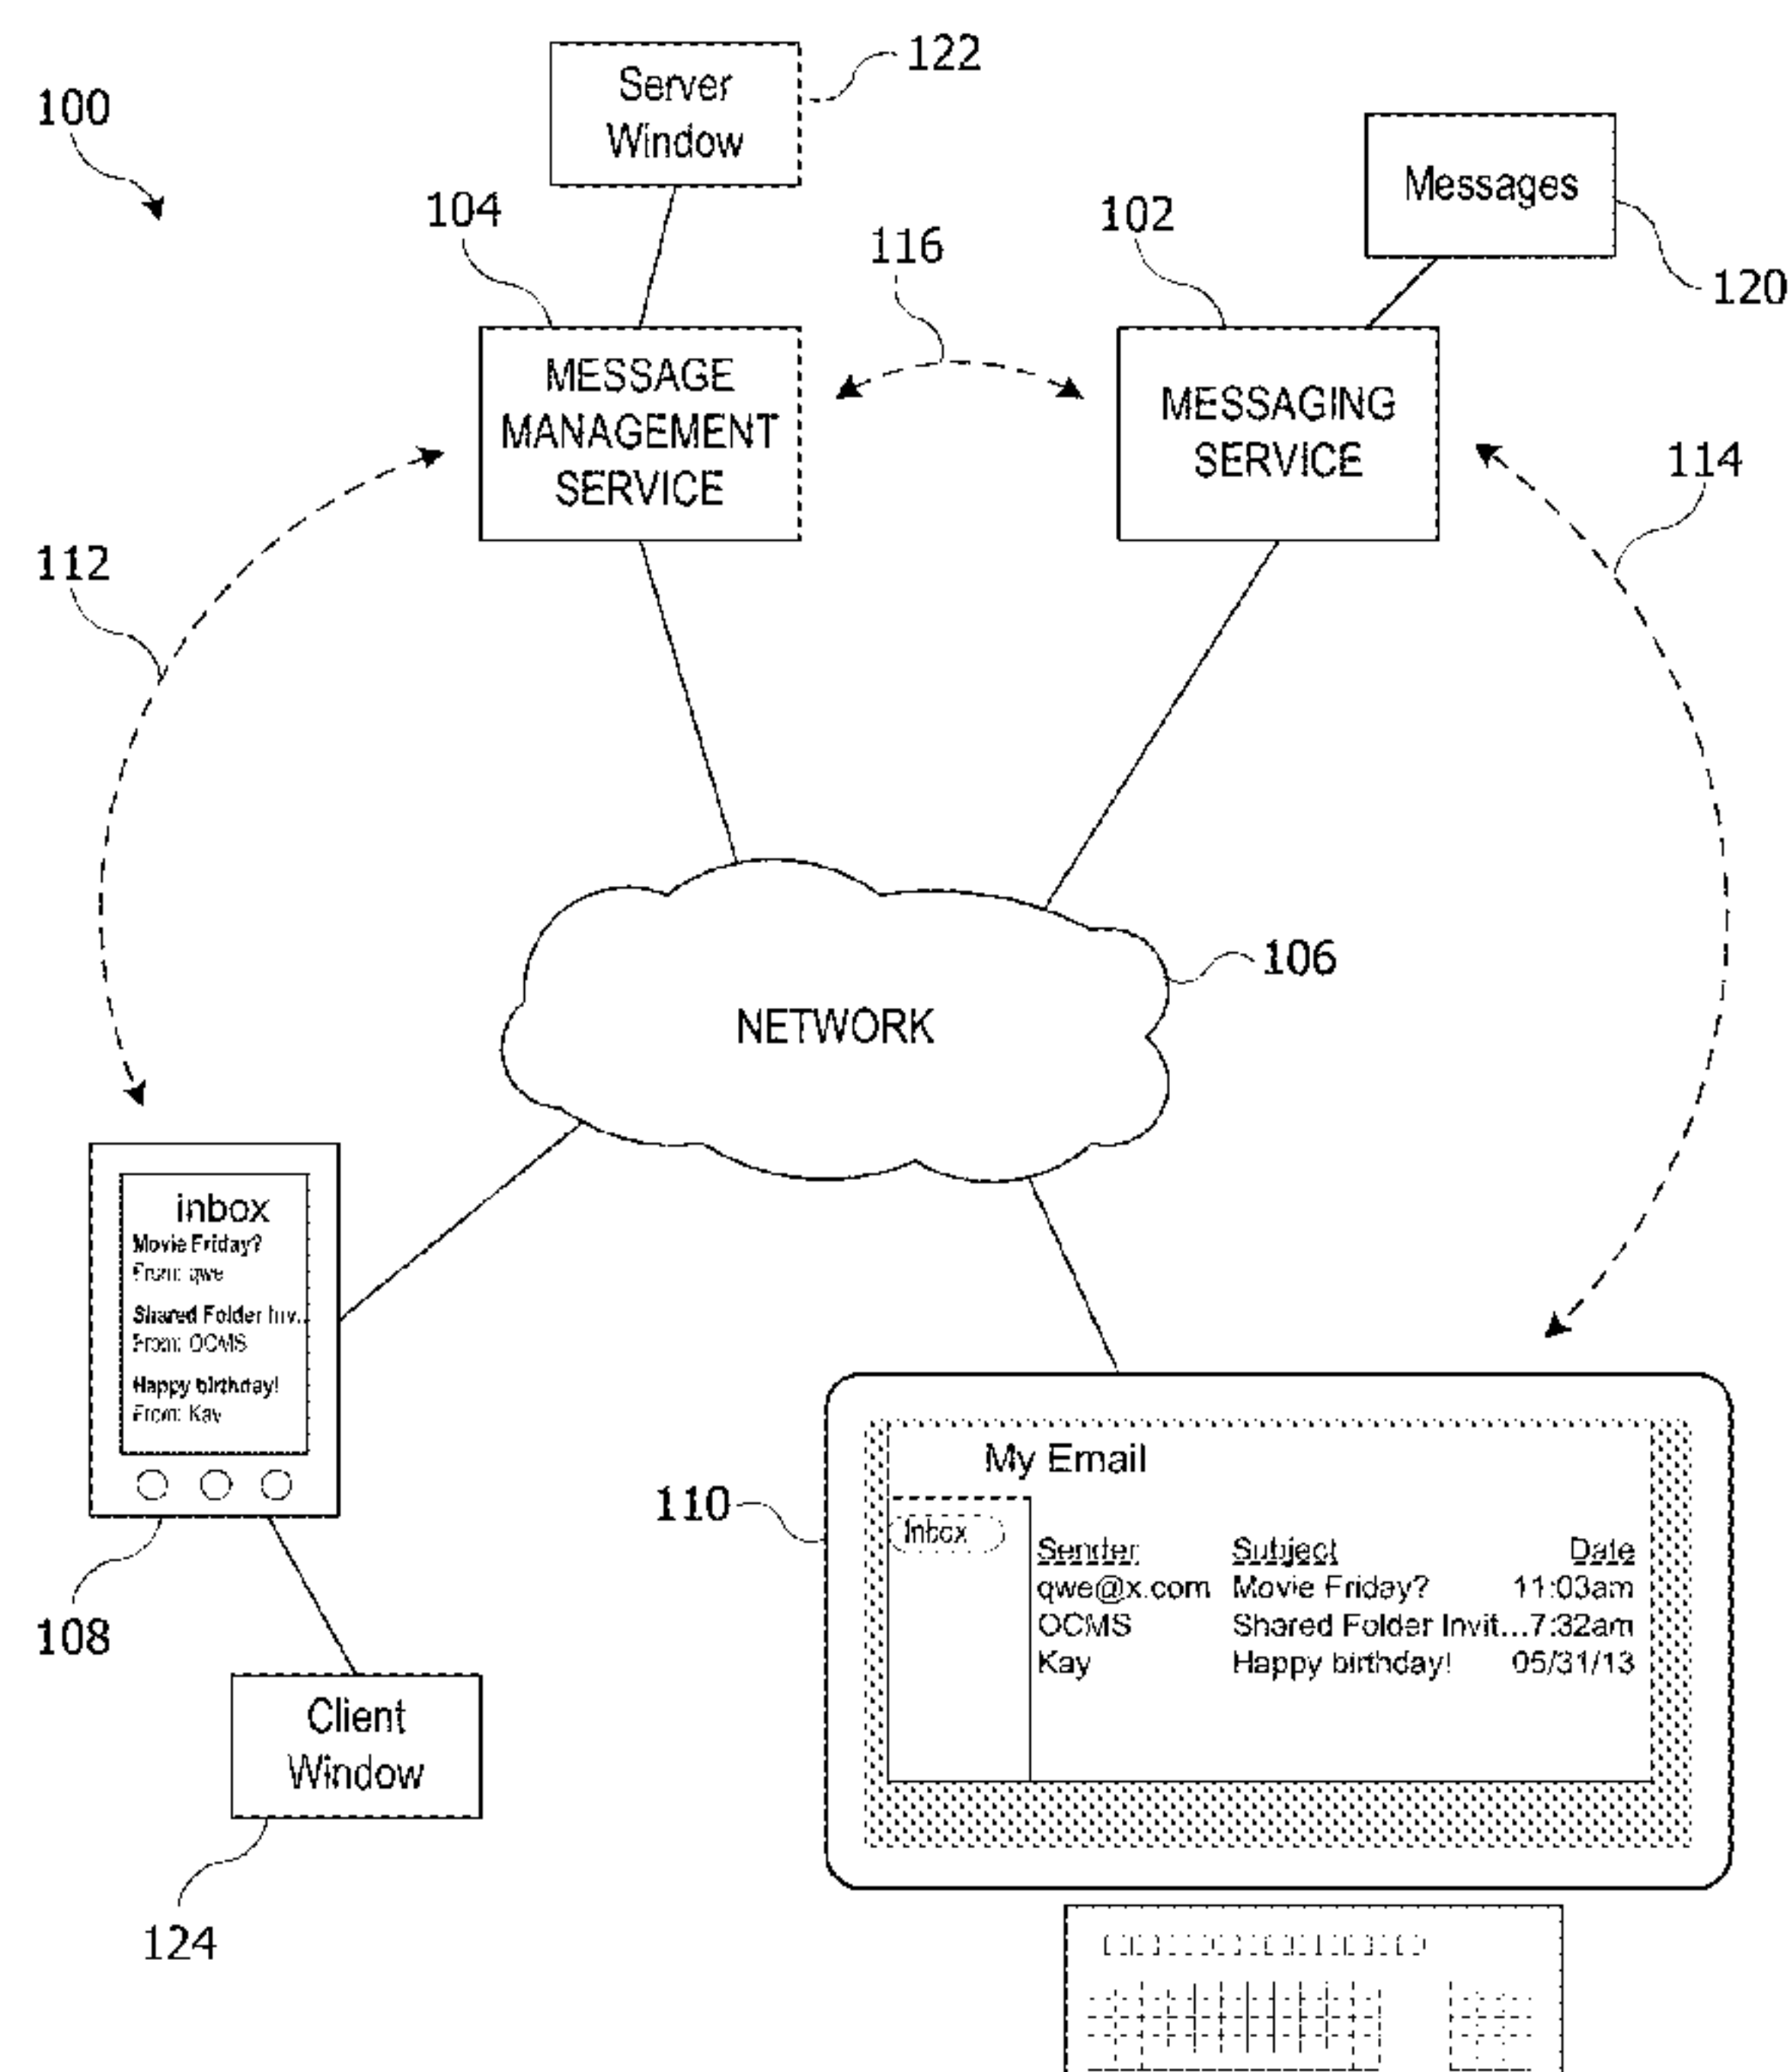 100
Server
Window
122
Messages
120
104
116
102
MESSAGE
MANAGEMENT
SERVICE
MESSAGING
SERVICE
114
112
NETWORK
106
inbox
Movie Friday?
From: qwe
Shared Folder Inv...
From: OCMS
Happy birthday!
From: Kay
108
Client
Window
124
110
My Email
Inbox
Sender Subject Date
qwe@x.com Movie Friday? 11:03am
OCMS Shared Folder Invit...7:32am
Kay Happy birthday! 05/31/13